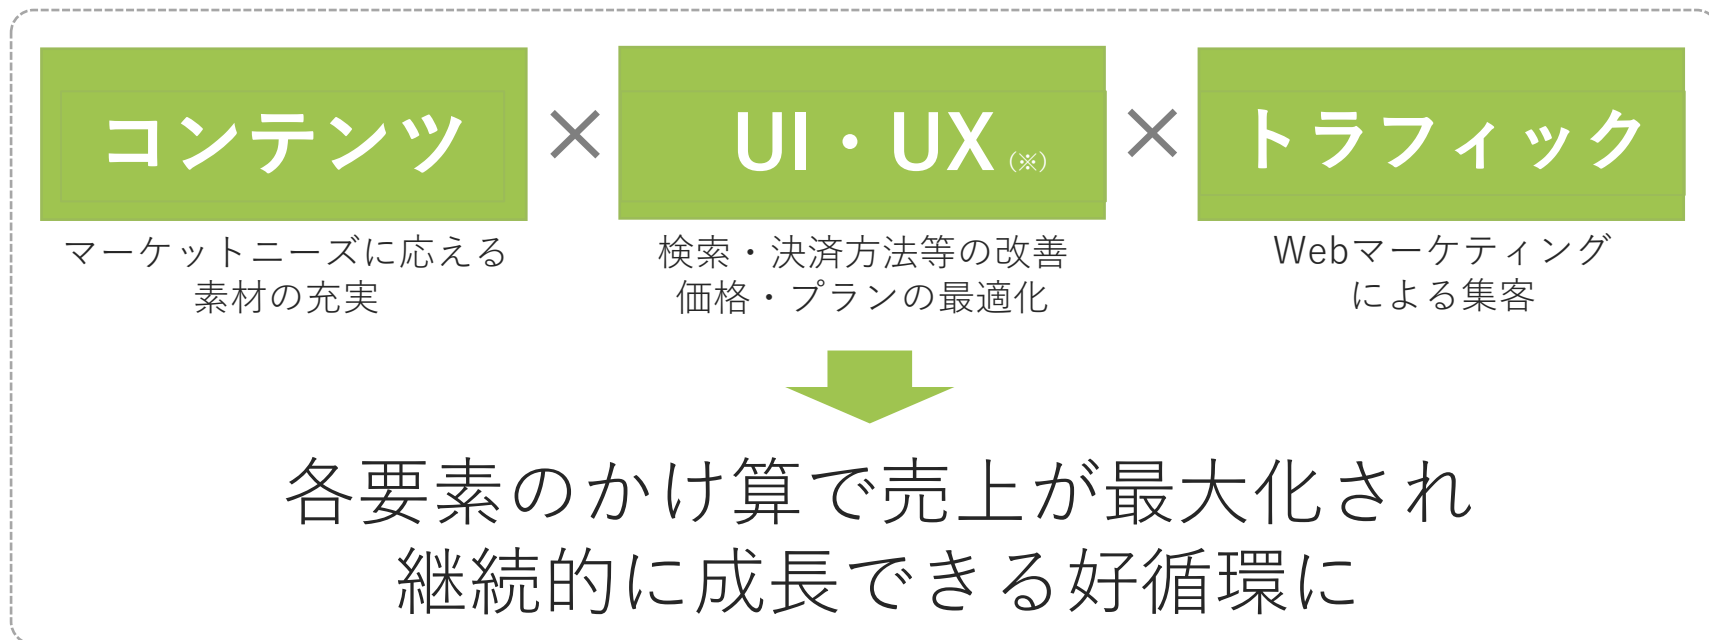 コンテンツ × UI・UX(※) × トラフィック
マーケットニーズに応える
素材の充実
検索・決済方法等の改善
価格・プランの最適化
Webマーケティング
による集客
各要素のかけ算で売上が最大化され
継続的に成長できる好循環に